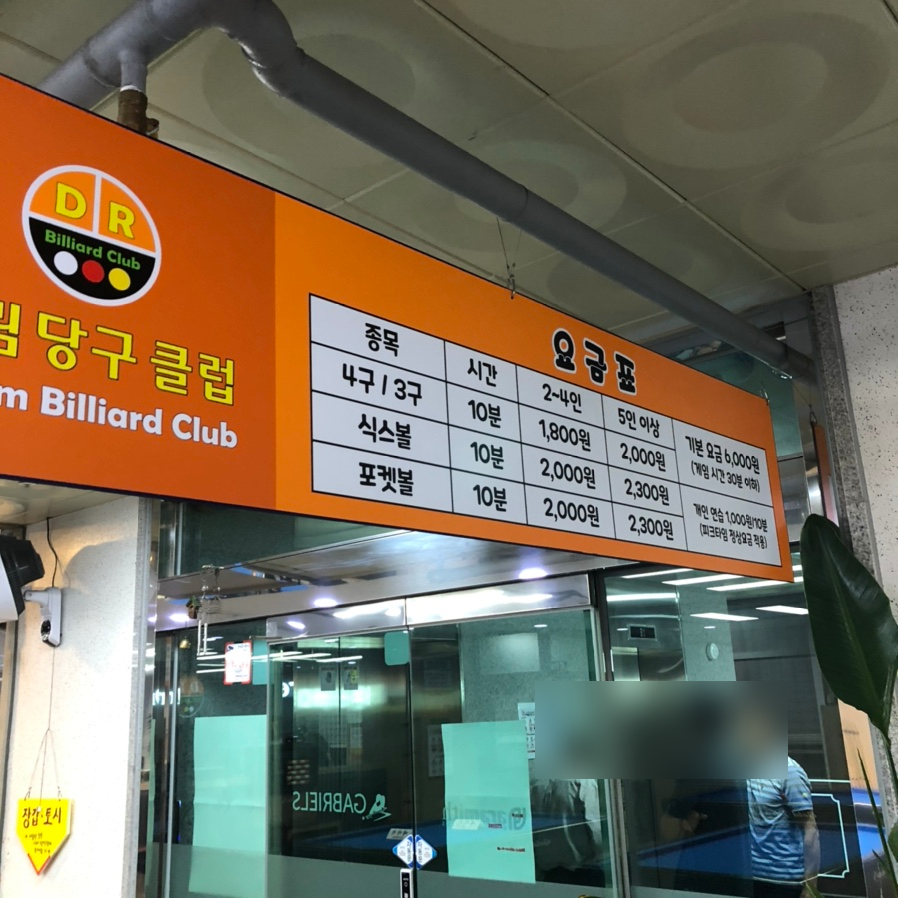 D R
Billiard Club
림 당구 클럽
m Billiard Club
요금표
종목 시간 2~4인 5인 이상
4구 / 3구 10분 1,800원 2,000원
식스볼 10분 2,000원 2,300원
포켓볼 10분 2,000원 2,300원
기본 요금 6,000원
(게임 시간 30분 이하)
개인 연습 1,000원/10분
(피크타임 정상요금 적용)
장갑·토시
GABRIELS